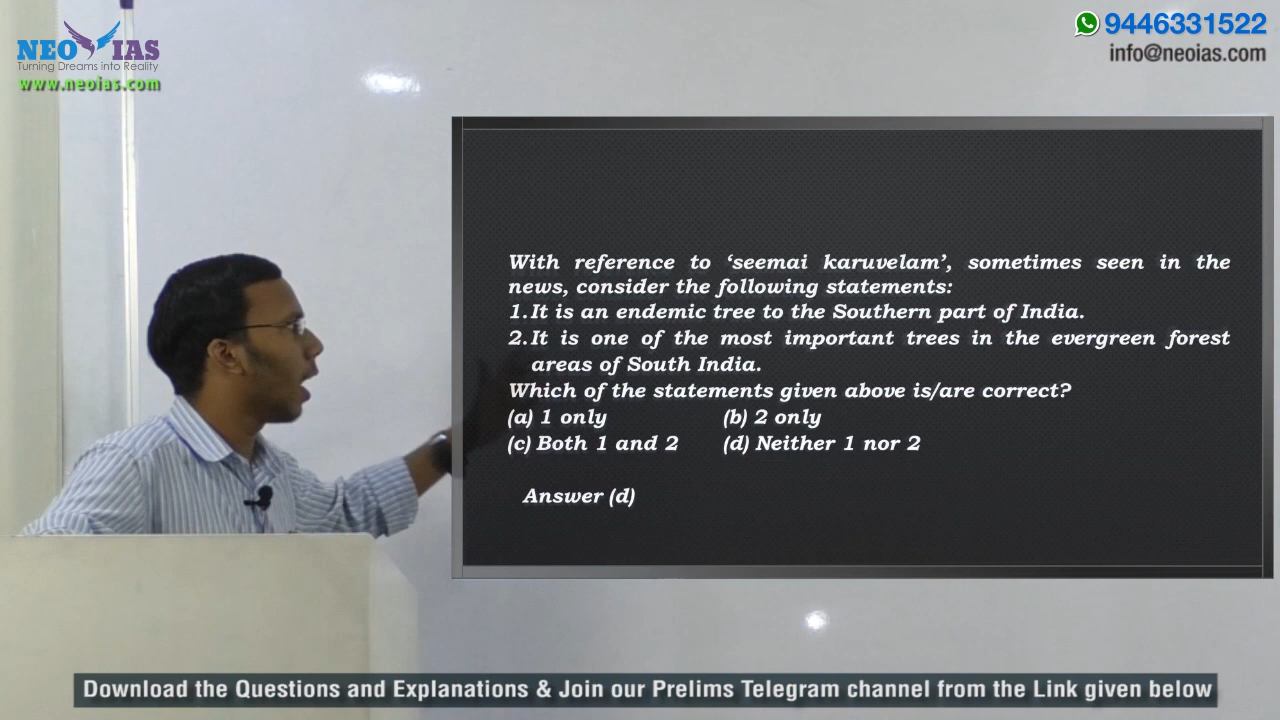 NEO IAS
Turning Dreams into Reality
www.neoias.com
9446331522
info@neoias.com
With reference to ‘seemai karuvelam’, sometimes seen in the
news, consider the following statements:
1. It is an endemic tree to the Southern part of India.
2. It is one of the most important trees in the evergreen forest
areas of South India.
Which of the statements given above is/are correct?
(a) 1 only (b) 2 only
(c) Both 1 and 2 (d) Neither 1 nor 2
Answer (d)
Download the Questions and Explanations & Join our Prelims Telegram channel from the Link given below